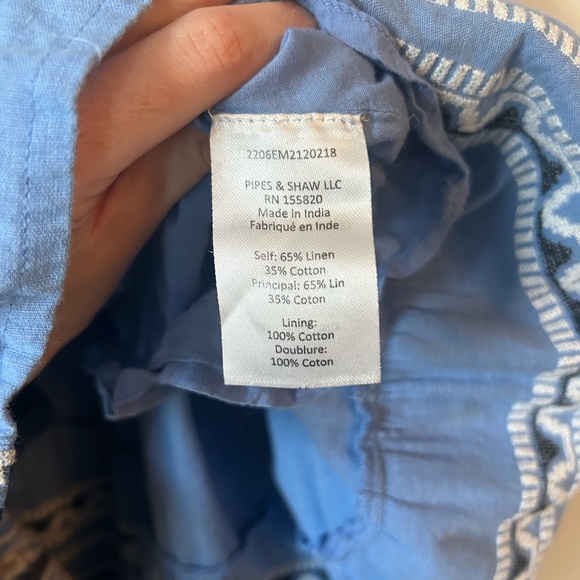 2206EM2120218
PIPES & SHAW LLC
RN 155820
Made in India
Fabriqué en Inde
Self: 65% Linen
35% Cotton
Principal: 65% Lin
35% Coton
Lining:
100% Cotton
Doublure:
100% Coton